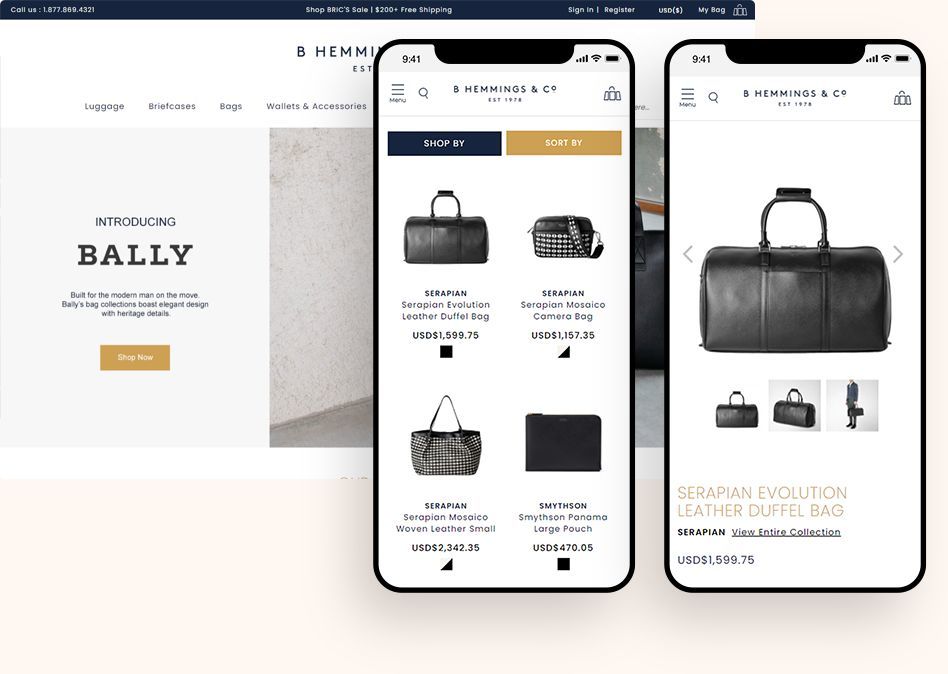 Call us : 1.877.869.4321
Shop BRIC'S Sale | $200+ Free Shipping
Sign In | Register
USD($)
My Bag
B HEMMI
EST
Luggage
Briefcases
Bags
Wallets & Accessories
ere...
INTRODUCING
BALLY
Built for the modern man on the move.
Bally's bag collections boast elegant design
with heritage details.
Shop Now
9:41
Menu
B HEMMINGS & Cº
EST 1978
SHOP BY
SORT BY
SERAPIAN
Serapian Evolution
Leather Duffel Bag
USD$1,599.75
SERAPIAN
Serapian Mosaico
Camera Bag
USD$1,157.35
SERAPIAN
Serapian Mosaico
Woven Leather Small
USD$2,342.35
SMYTHSON
Smythson Panama
Large Pouch
USD$470.05
9:41
Menu
B HEMMINGS & Cº
EST 1978
SERAPIAN EVOLUTION
LEATHER DUFFEL BAG
SERAPIAN View Entire Collection
USD$1,599.75